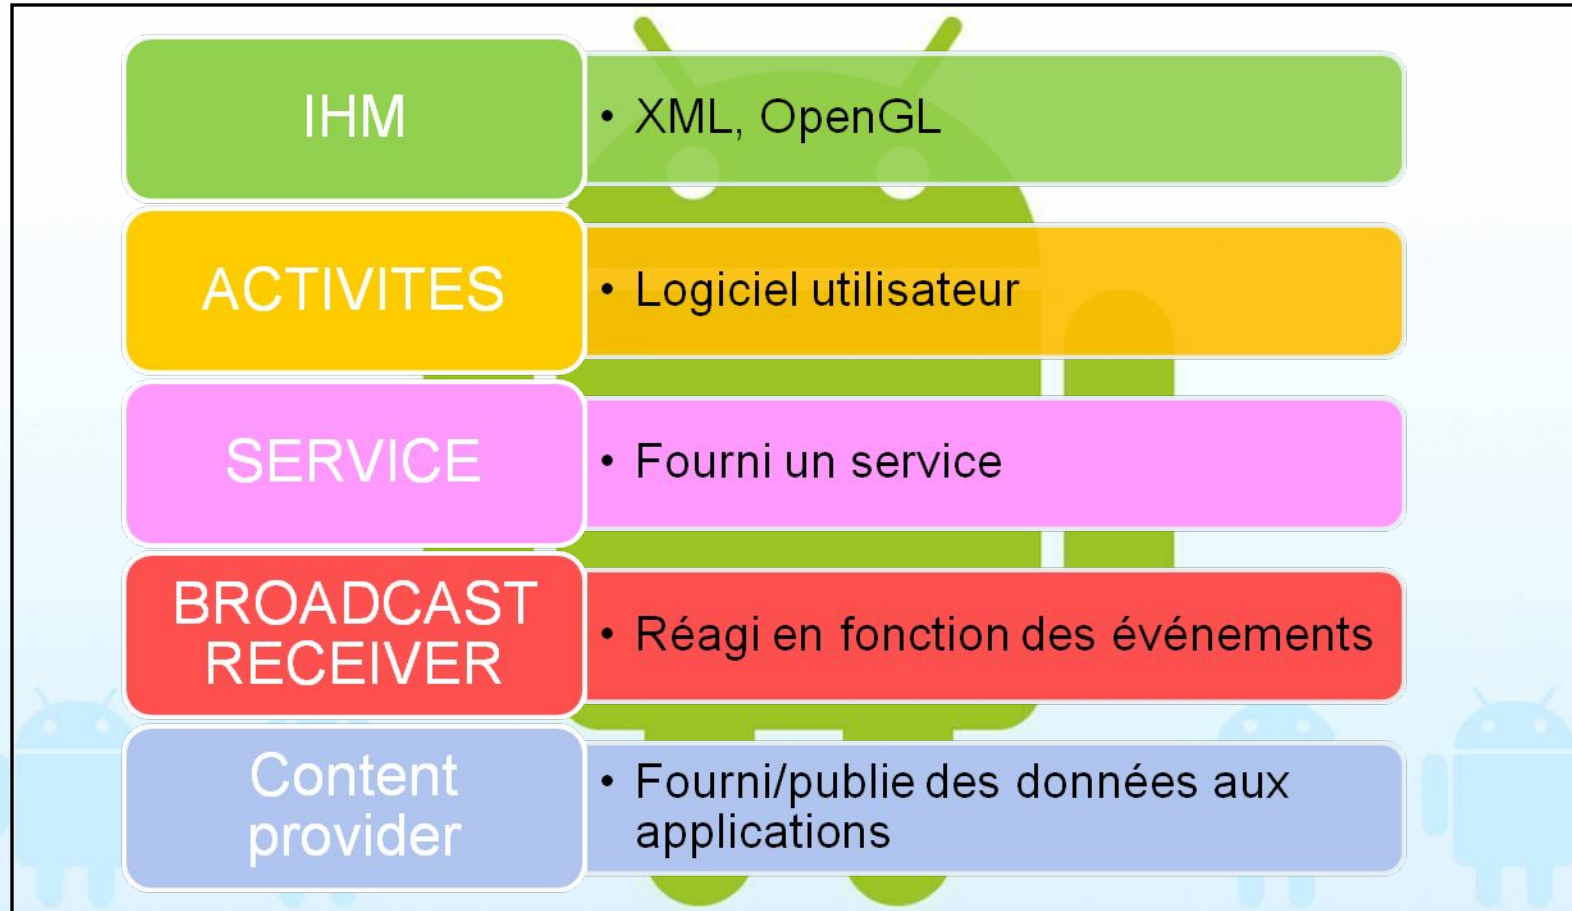 IHM
• XML, OpenGL
ACTIVITES
• Logiciel utilisateur
SERVICE
• Fourni un service
BROADCAST
RECEIVER
• Réagi en fonction des événements
Content
provider
• Fourni/publie des données aux
applications